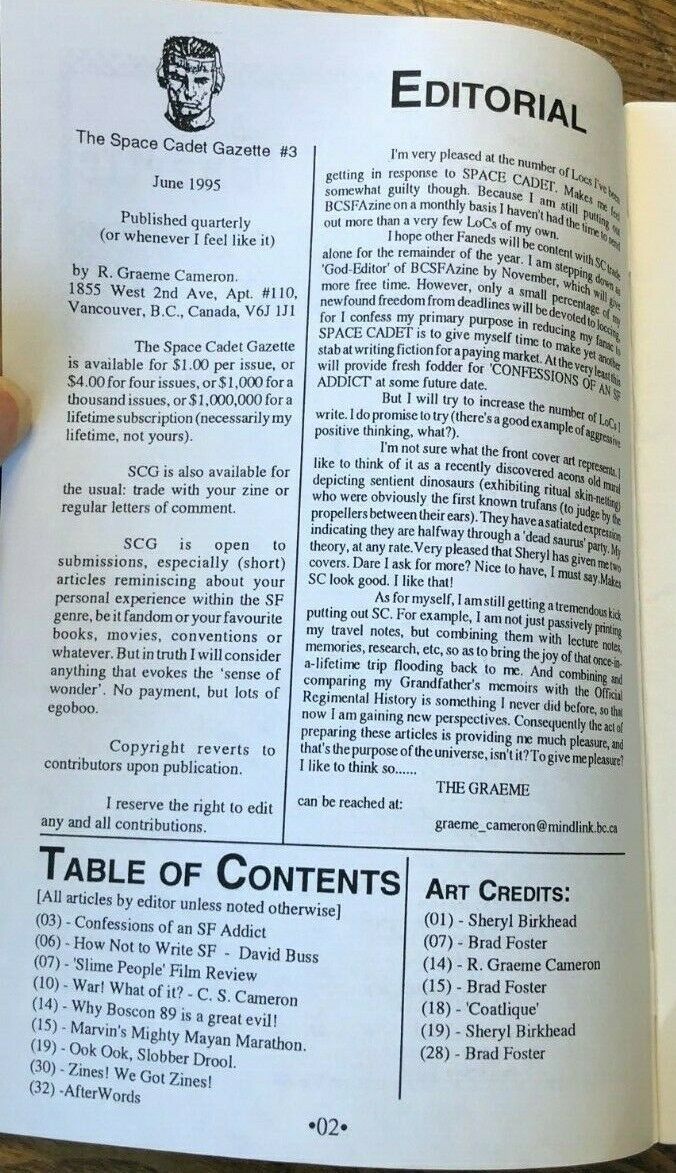 The Space Cadet Gazette #3
June 1995
Published quarterly
(or whenever I feel like it)
by R. Graeme Cameron.
1855 West 2nd Ave, Apt. #110,
Vancouver, B.C., Canada, V6J 1J1
The Space Cadet Gazette
is available for $1.00 per issue, or
$4.00 for four issues, or $1,000 for a
thousand issues, or $1,000,000 for a
lifetime subscription (necessarily my
lifetime, not yours).
SCG is also available for
the usual: trade with your zine or
regular letters of comment.
SCG is open to
submissions, especially (short)
articles reminiscing about your
personal experience within the SF
genre, be it fandom or your favourite
books, movies, conventions or
whatever. But in truth I will consider
anything that evokes the 'sense of
wonder'. No payment, but lots of
egoboo.
Copyright reverts to
contributors upon publication.
I reserve the right to edit
any and all contributions.
EDITORIAL
I'm very pleased at the number of Locs I've been
getting in response to SPACE CADET. Makes me feel
somewhat guilty though. Because I am still putting out
BCSFAzine on a monthly basis I haven't had the time to send
out more than a very few LoCs of my own.
I hope other Faneds will be content with SC trade
alone for the remainder of the year. I am stepping down as
'God-Editor' of BCSFAzine by November, which will give
more free time. However, only a small percentage of my
newfound freedom from deadlines will be devoted to loccing,
for I confess my primary purpose in reducing my fanac to
SPACE CADET is to give myself time to make yet another
stab at writing fiction for a paying market. At the very least this
will provide fresh fodder for 'CONFESSIONS OF AN SF
ADDICT' at some future date.
But I will try to increase the number of LoCs I
write. I do promise to try (there's a good example of aggressive
positive thinking, what?).
I'm not sure what the front cover art represents. I
like to think of it as a recently discovered aeons old mural
depicting sentient dinosaurs (exhibiting ritual skin-netting)
who were obviously the first known trufans (to judge by the
propellers between their ears). They have a satiated expression
indicating they are halfway through a 'dead saurus' party. My
theory, at any rate. Very pleased that Sheryl has given me two
covers. Dare I ask for more? Nice to have, I must say. Makes
SC look good. I like that!
As for myself, I am still getting a tremendous kick
putting out SC. For example, I am not just passively printing
my travel notes, but combining them with lecture notes,
memories, research, etc, so as to bring the joy of that once-in-
a-lifetime trip flooding back to me. And combining and
comparing my Grandfather's memoirs with the Official
Regimental History is something I never did before, so that
now I am gaining new perspectives. Consequently the act of
preparing these articles is providing me much pleasure, and
that's the purpose of the universe, isn't it? To give me pleasure?
I like to think so......
THE GRAEME
can be reached at:
graeme_cameron@mindlink.bc.ca
TABLE OF CONTENTS
[All articles by editor unless noted otherwise]
(03) - Confessions of an SF Addict
(06) - How Not to Write SF - David Buss
(07) - 'Slime People' Film Review
(10) - War! What of it? - C. S. Cameron
(14) - Why Boscon 89 is a great evil!
(15) - Marvin's Mighty Mayan Marathon.
(19) - Ook Ook, Slobber Drool.
(30) - Zines! We Got Zines!
(32) -AfterWords
ART CREDITS:
(01) - Sheryl Birkhead
(07) - Brad Foster
(14) - R. Graeme Cameron
(15) - Brad Foster
(18) - 'Coatlique'
(19) - Sheryl Birkhead
(28) - Brad Foster
•02•